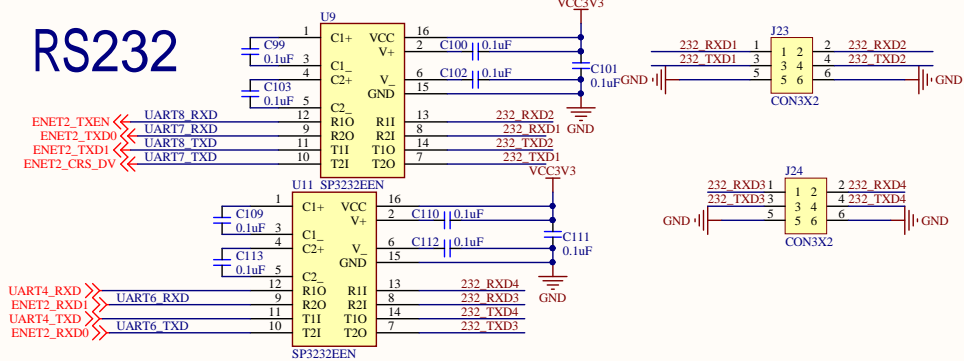 RS232
VCC3V3
U9
1 C1+ VCC 16
C99 0.1uF
V+ 2 C100 0.1uF
3 C1_
4 C2+ V_ 6 C102 0.1uF
C101 0.1uF
C103 0.1uF
GND 15
5 C2_
GND
ENET2_TXEN UART8_RXD 12 R1O R1I 13 232_RXD2
ENET2_TXD0 UART7_RXD 9 R2O R2I 8 232_RXD1
ENET2_TXD1 UART8_TXD 11 T1I T1O 14 232_TXD2
ENET2_CRS_DV UART7_TXD 10 T2I T2O 7 232_TXD1
SP3232EEN
J23
232_RXD1 1 1 2 2 232_RXD2
232_TXD1 3 3 4 4 232_TXD2
GND 5 5 6 6 GND
CON3X2
VCC3V3
U11
1 C1+ VCC 16
C109 0.1uF
V+ 2 C110 0.1uF
3 C1_
4 C2+ V_ 6 C112 0.1uF
C111 0.1uF
C113 0.1uF
GND 15
5 C2_
GND
UART4_RXD 12 R1O R1I 13 232_RXD4
ENET2_RXD1 UART6_RXD 9 R2O R2I 8 232_RXD3
UART4_TXD 11 T1I T1O 14 232_TXD4
ENET2_RXD0 UART6_TXD 10 T2I T2O 7 232_TXD3
SP3232EEN
J24
232_RXD3 1 1 2 2 232_RXD4
232_TXD3 3 3 4 4 232_TXD4
GND 5 5 6 6 GND
CON3X2